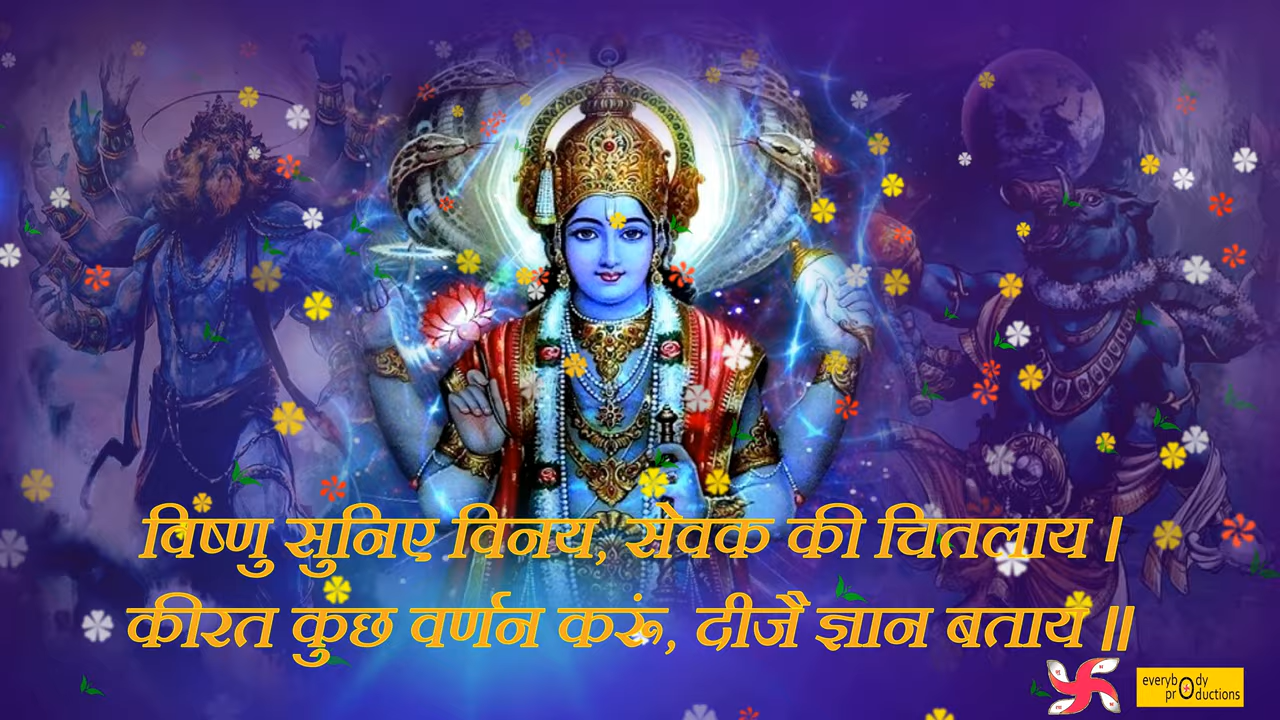 विष्णु सुनिए विनय, सेवक की चितलाय।
कीरत कुछ वर्णन करूं, दीजै ज्ञान बताय॥
everybody
productions